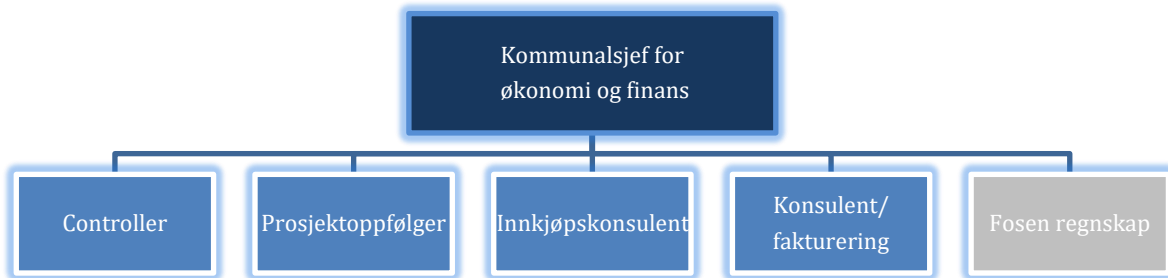 Kommunalsjef for
økonomi og finans
Controller
Prosjektoppfølger
Innkjøpskonsulent
Konsulent/
fakturering
Fosen regnskap